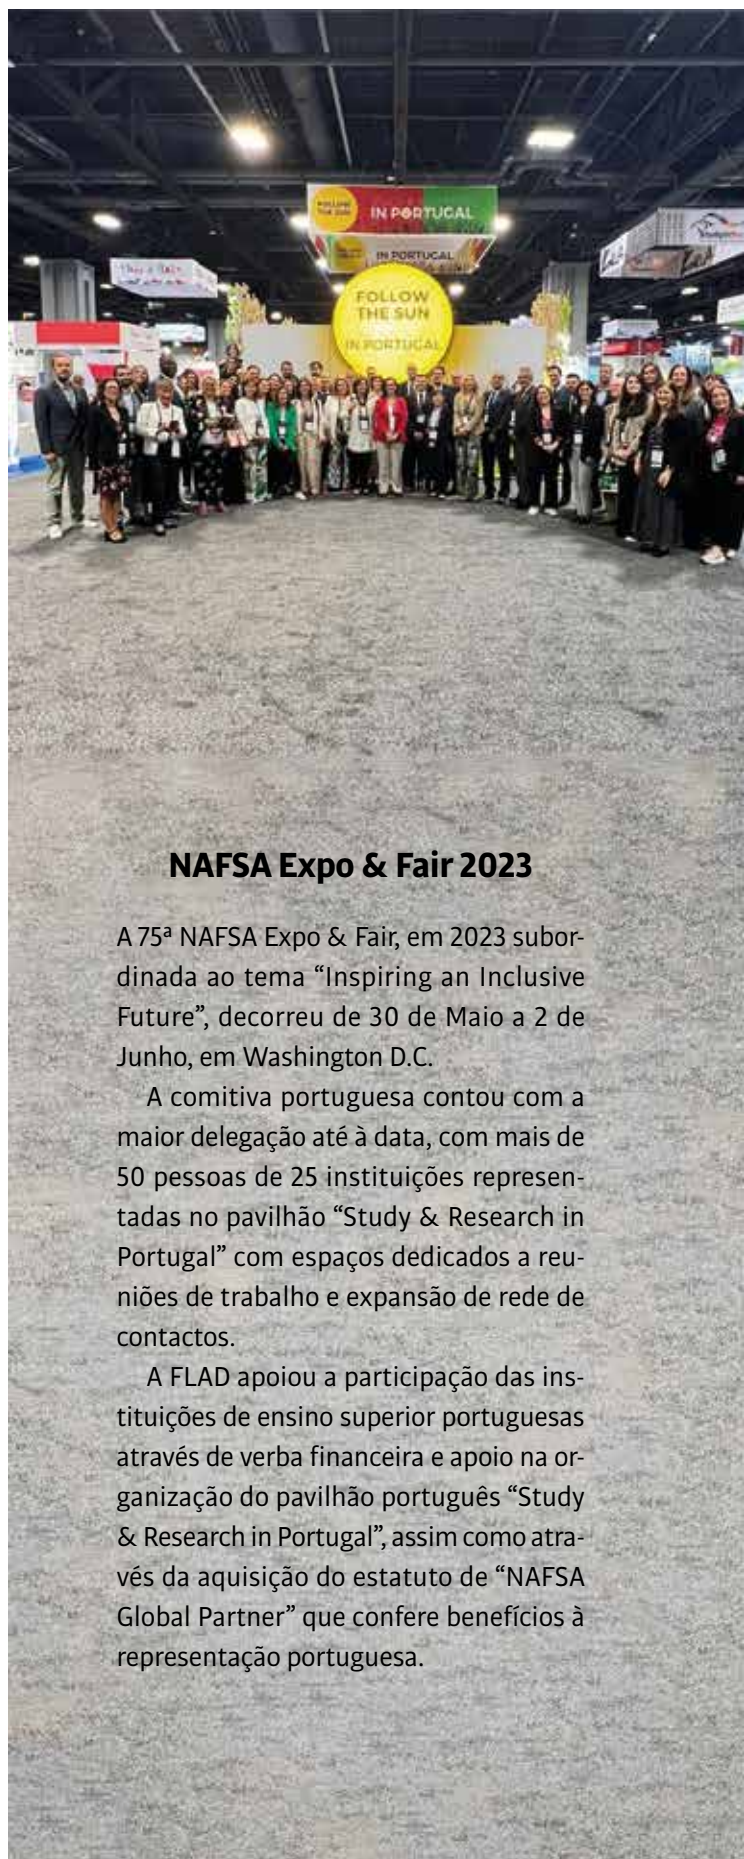 FOLLOW
THE SUN
IN PORTUGAL
IN PORTUGAL
FOLLOW
THE SUN
IN PORTUGAL
NAFSA Expo & Fair 2023
A 75ª NAFSA Expo & Fair, em 2023 subor-
dinada ao tema “Inspiring an Inclusive
Future”, decorreu de 30 de Maio a 2 de
Junho, em Washington D.C.
A comitiva portuguesa contou com a
maior delegação até à data, com mais de
50 pessoas de 25 instituições represen-
tadas no pavilhão “Study & Research in
Portugal” com espaços dedicados a reu-
niões de trabalho e expansão de rede de
contactos.
A FLAD apoiou a participação das ins-
tituições de ensino superior portuguesas
através de verba financeira e apoio na or-
ganização do pavilhão português “Study
& Research in Portugal”, assim como atra-
vés da aquisição do estatuto de “NAFSA
Global Partner” que confere benefícios à
representação portuguesa.